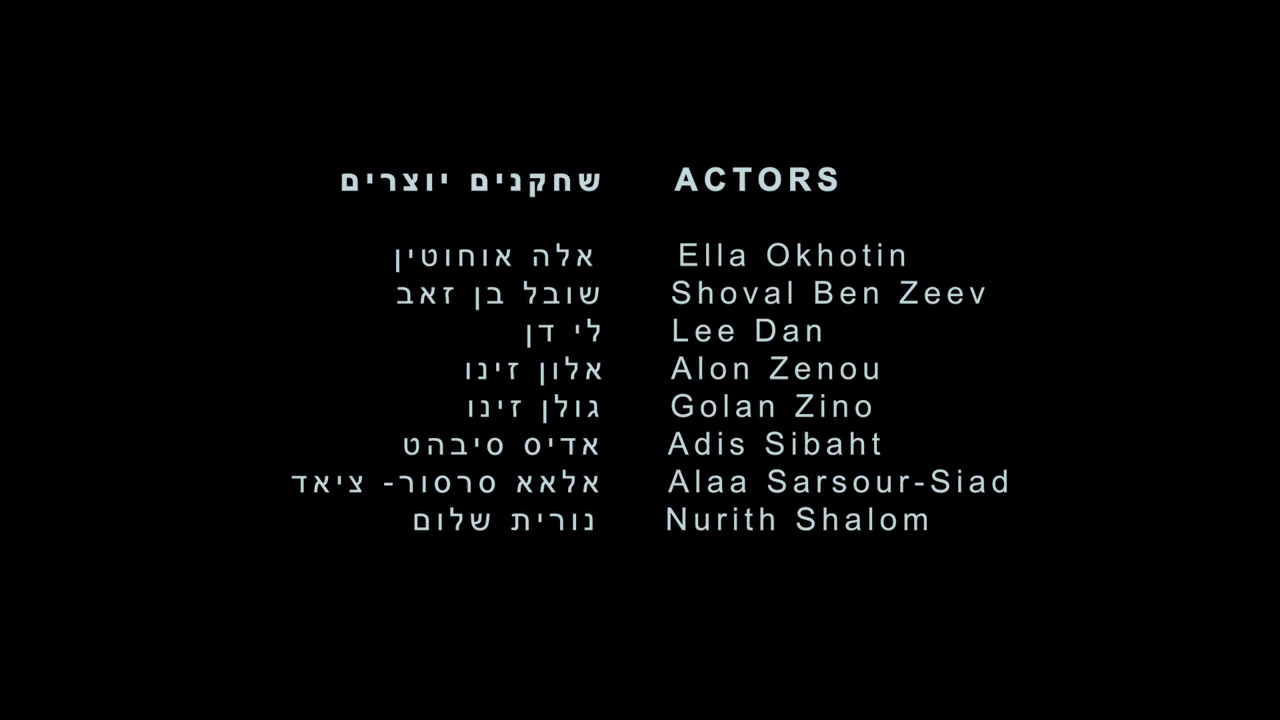 שחקנים יוצרים ACTORS
אלה אוחוטין Ella Okhotin
שובל בן זאב Shoval Ben Zeev
לי דן Lee Dan
אלון זינו Alon Zenou
גולן זינו Golan Zino
אדיס סיבהט Adis Sibaht
אלאא סרסור- ציאד Alaa Sarsour-Siad
נורית שלום Nurith Shalom